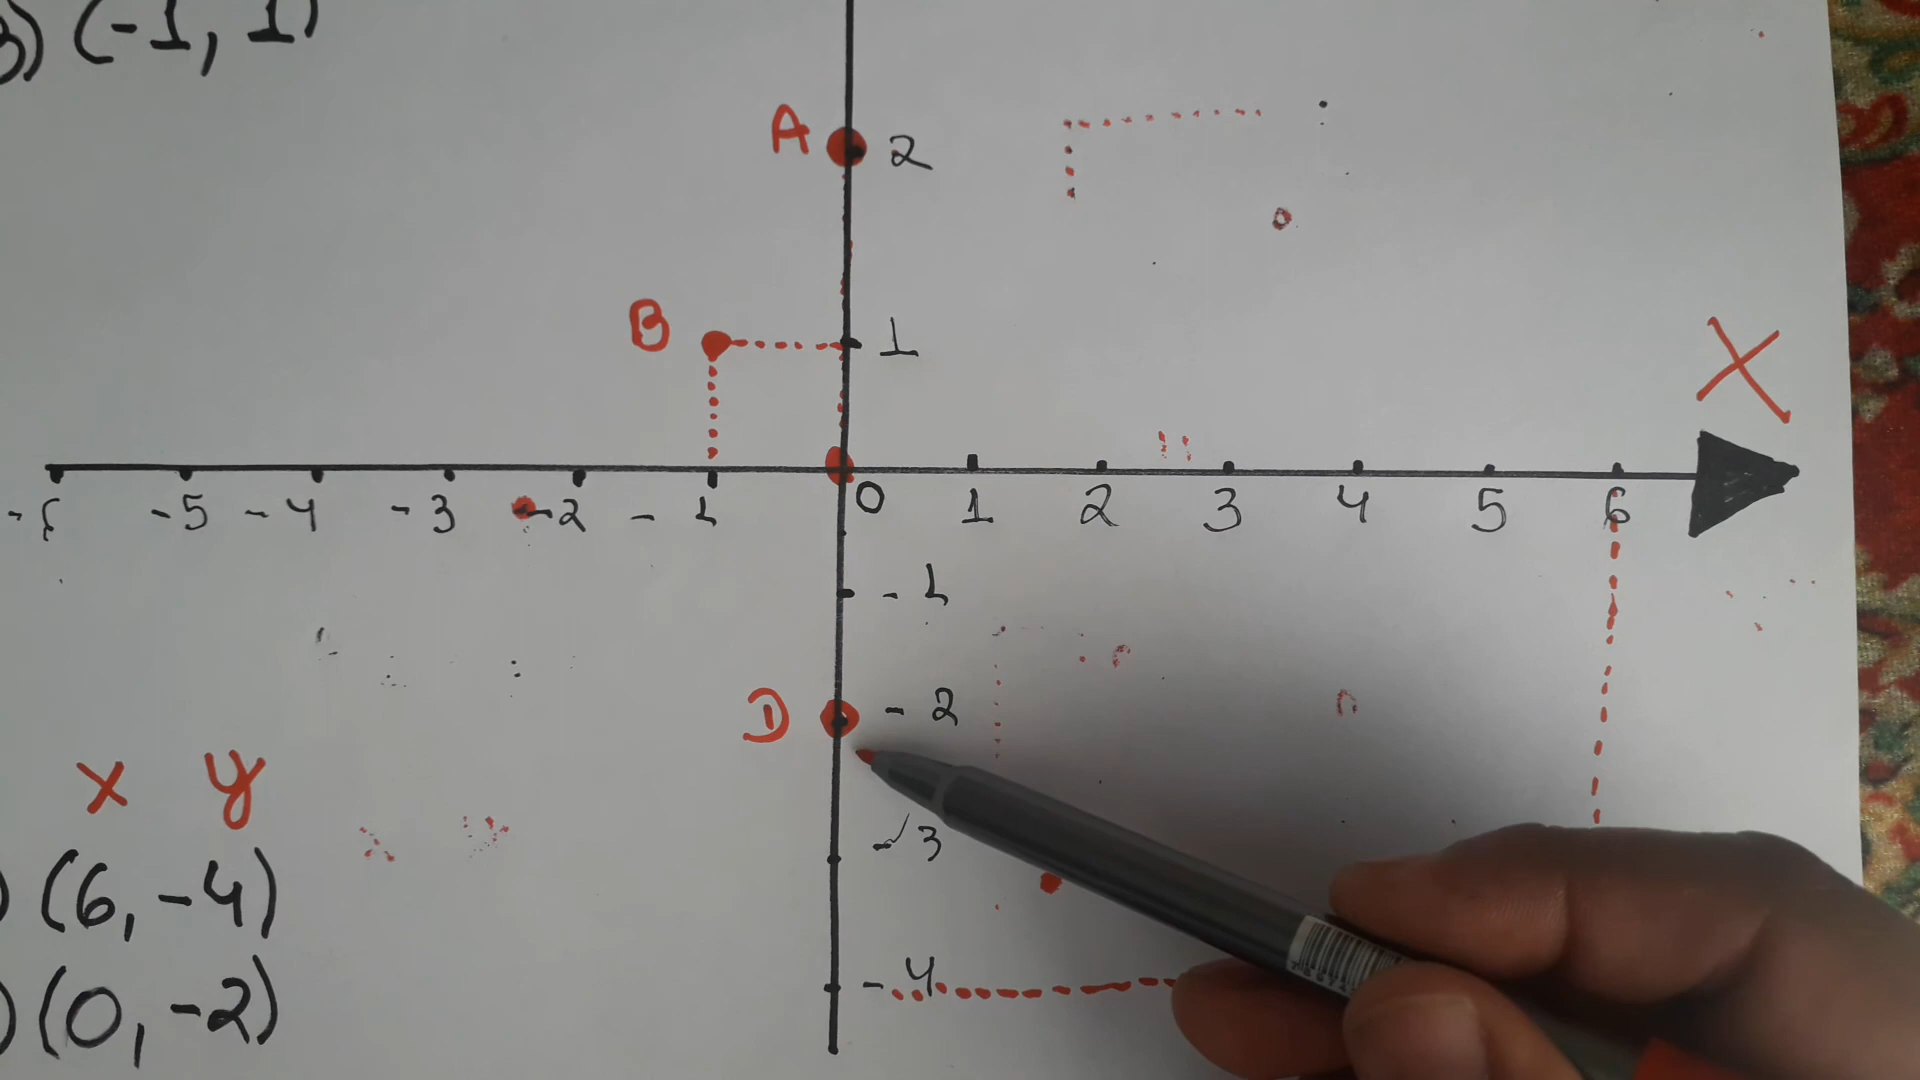 B) (-1, 1)
A 2
B 1
X
-5 -4 -3 -2 -1 0 1 2 3 4 5 6
-1
D -2
x y
-3
(6, -4)
-4
(0, -2)